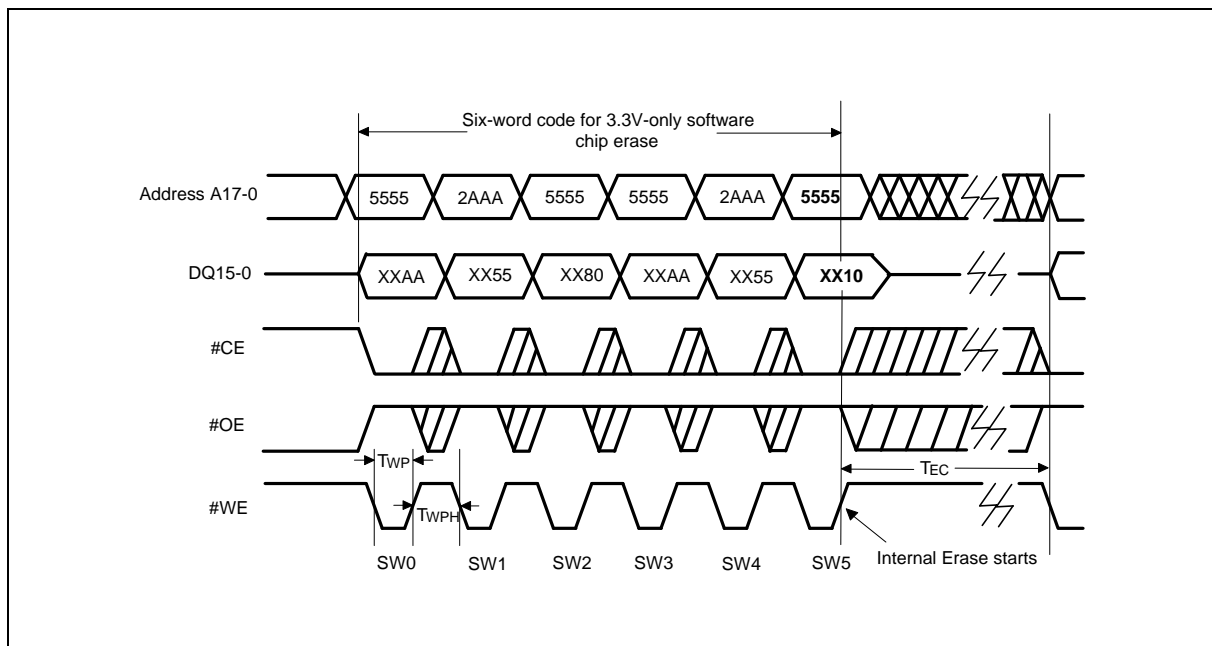 Six-word code for 3.3V-only software
chip erase
Address A17-0
5555
2AAA
5555
5555
2AAA
5555
DQ15-0
XXAA
XX55
XX80
XXAA
XX55
XX10
#CE
#OE
TWP
TEC
#WE
TWPH
Internal Erase starts
SW0
SW1
SW2
SW3
SW4
SW5